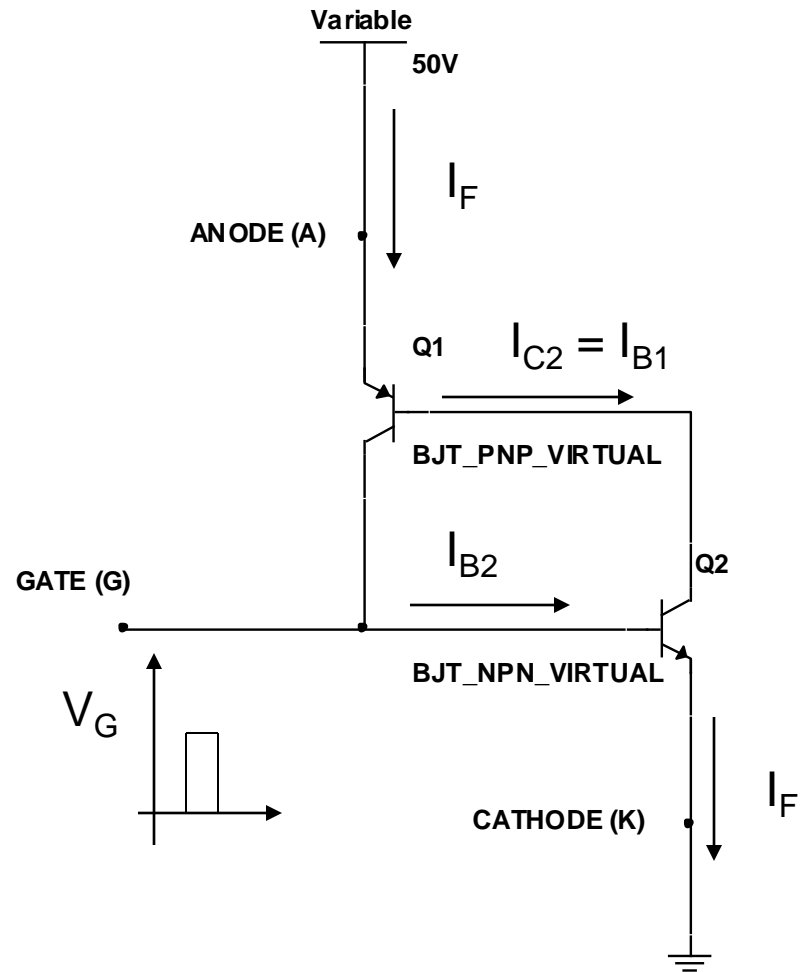 Variable
50V
I_F
ANODE (A)
Q1
I_C2 = I_B1
BJT_PNP_VIRTUAL
I_B2
Q2
GATE (G)
BJT_NPN_VIRTUAL
V_G
I_F
CATHODE (K)